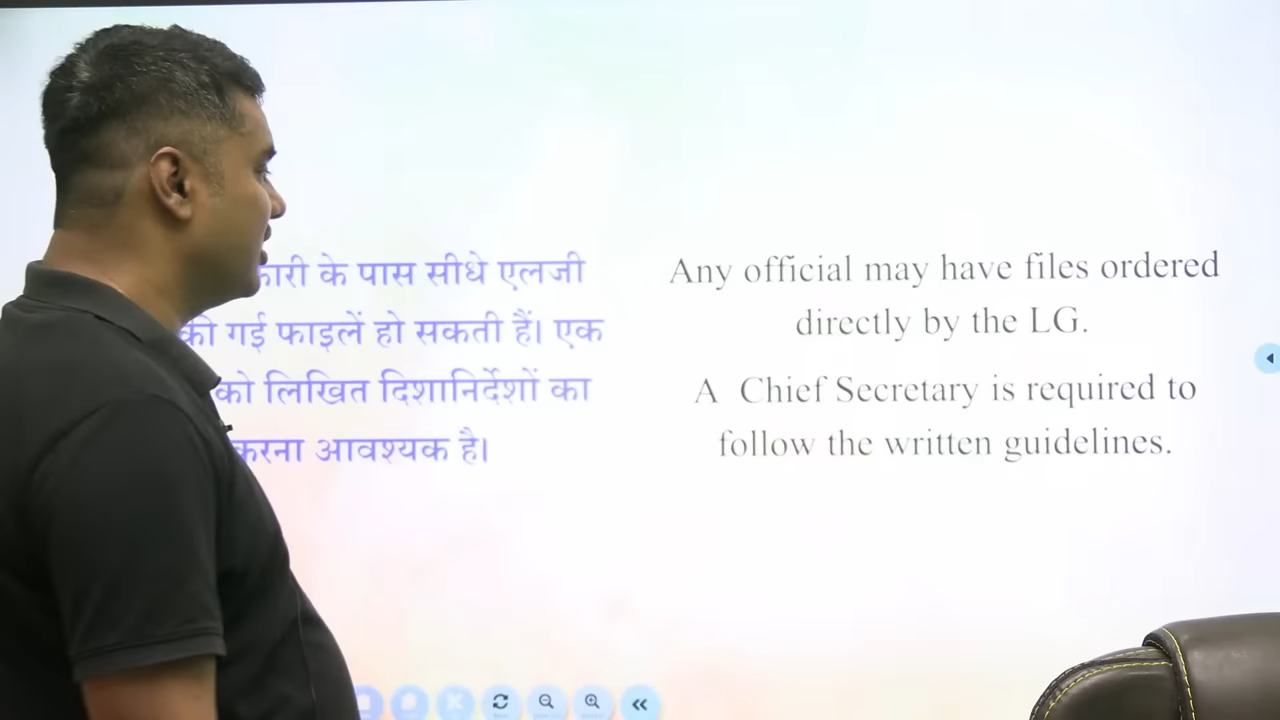 के पास सीधे एलजी
गई फाइलें हो सकती हैं। एक
को लिखित दिशानिर्देशों का
करना आवश्यक है।
Any official may have files ordered
directly by the LG.
A Chief Secretary is required to
follow the written guidelines.